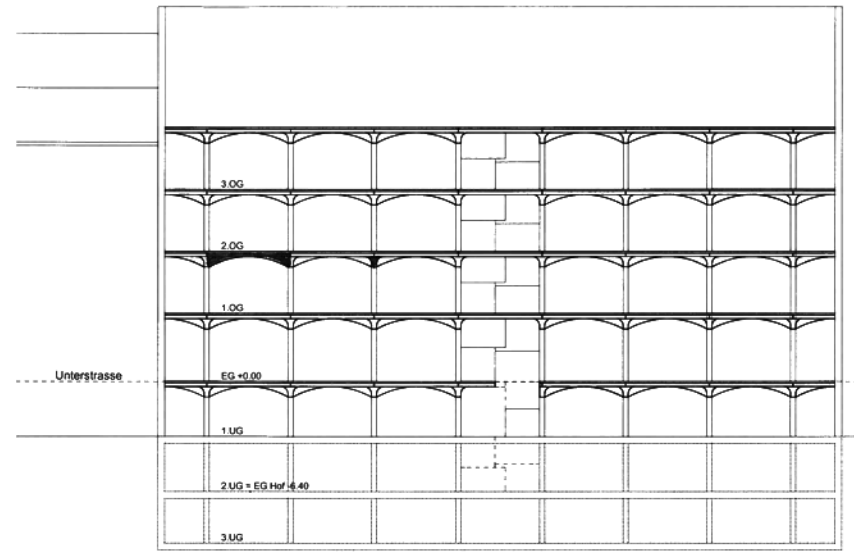 3.OG
2.OG
1.OG
Unterstrasse
EG +0.00
1.UG
2.UG = EG Hof -6.40
3.UG